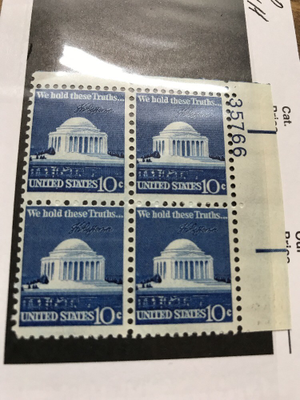 We hold these Truths... We hold these Truths...
UNITED STATES 10c UNITED STATES 10c
We hold these Truths... We hold these Truths...
UNITED STATES 10c UNITED STATES 10c
35766
Cat.
Price